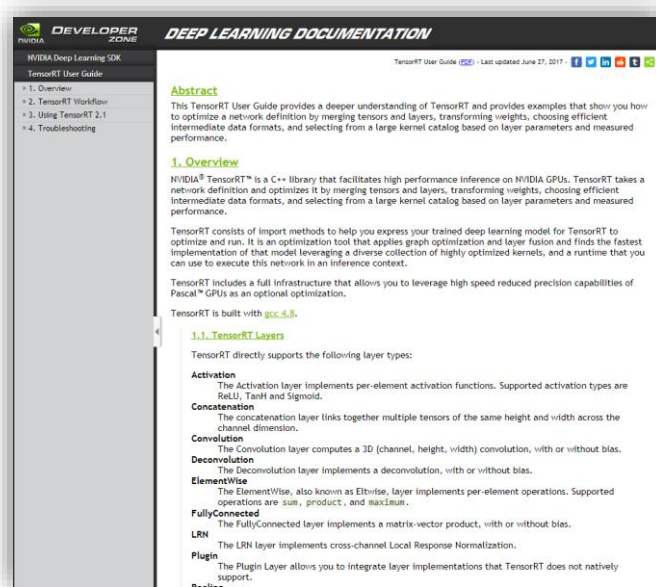 NVIDIA
DEVELOPER
ZONE
DEEP LEARNING DOCUMENTATION
NVIDIA Deep Learning SDK
TensorRT User Guide
» 1. Overview
» 2. TensorRT Workflow
» 3. Using TensorRT 2.1
» 4. Troubleshooting
TensorRT User Guide (PDF) - Last updated June 27, 2017 -
Abstract
This TensorRT User Guide provides a deeper understanding of TensorRT and provides examples that show you how
to optimize a network definition by merging tensors and layers, transforming weights, choosing efficient
intermediate data formats, and selecting from a large kernel catalog based on layer parameters and measured
performance.
1. Overview
NVIDIA® TensorRT™ is a C++ library that facilitates high performance inference on NVIDIA GPUs. TensorRT takes a
network definition and optimizes it by merging tensors and layers, transforming weights, choosing efficient
intermediate data formats, and selecting from a large kernel catalog based on layer parameters and measured
performance.
TensorRT consists of import methods to help you express your trained deep learning model for TensorRT to
optimize and run. It is an optimization tool that applies graph optimization and layer fusion and finds the fastest
implementation of that model leveraging a diverse collection of highly optimized kernels, and a runtime that you
can use to execute this network in an inference context.
TensorRT includes a full infrastructure that allows you to leverage high speed reduced precision capabilities of
Pascal™ GPUs as an optional optimization.
TensorRT is built with gcc 4.8.
1.1. TensorRT Layers
TensorRT directly supports the following layer types:
Activation
The Activation layer implements per-element activation functions. Supported activation types are
ReLU, TanH and Sigmoid.
Concatenation
The concatenation layer links together multiple tensors of the same height and width across the
channel dimension.
Convolution
The Convolution layer computes a 3D (channel, height, width) convolution, with or without bias.
Deconvolution
The Deconvolution layer implements a deconvolution, with or without bias.
ElementWise
The ElementWise, also known as Eltwise, layer implements per-element operations. Supported
operations are sum, product, and maximum.
FullyConnected
The FullyConnected layer implements a matrix-vector product, with or without bias.
LRN
The LRN layer implements cross-channel Local Response Normalization.
Plugin
The Plugin Layer allows you to integrate layer implementations that TensorRT does not natively
support.